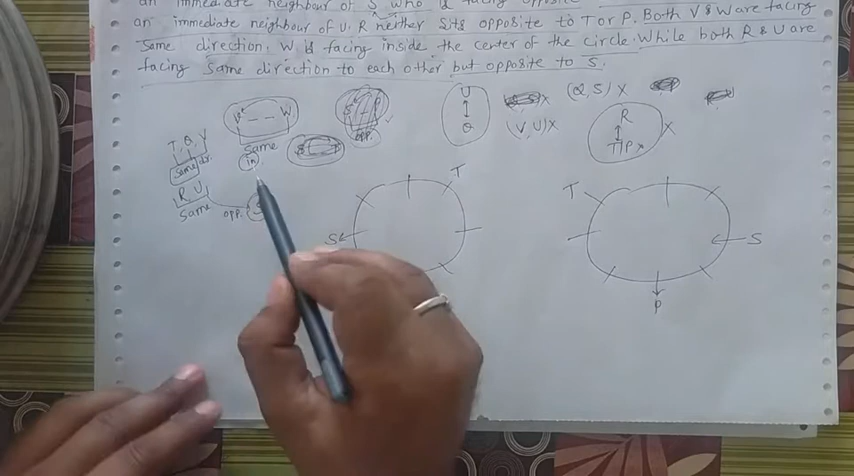 an immediate neighbour of S who is facing opposite
an immediate neighbour of U. R neither sits opposite to T or P. Both V & W are facing
same direction. W is facing inside the center of the circle. While both R & U are
facing same direction to each other but opposite to S.
V -- W
same
in
S - P
opp.
U
Q
X
(Q, S) X
(V, U) X
R
T/P X
X
T, Q, V
same dir.
R U
same
opp. S
T
S
T
S
P